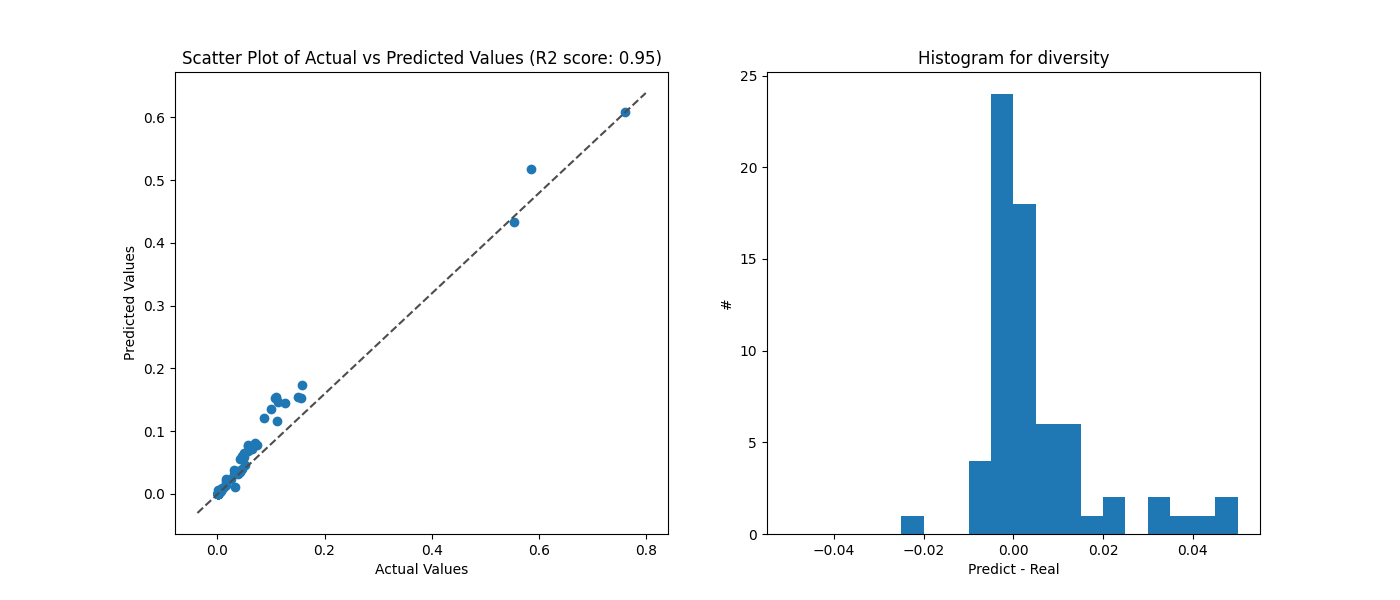 Scatter Plot of Actual vs Predicted Values (R2 score: 0.95)
0.6
0.5
0.4
0.3
0.2
0.1
0.0
Predicted Values
0.0 0.2 0.4 0.6 0.8
Actual Values
Histogram for diversity
25
20
15
10
5
0
#
−0.04 −0.02 0.00 0.02 0.04
Predict - Real